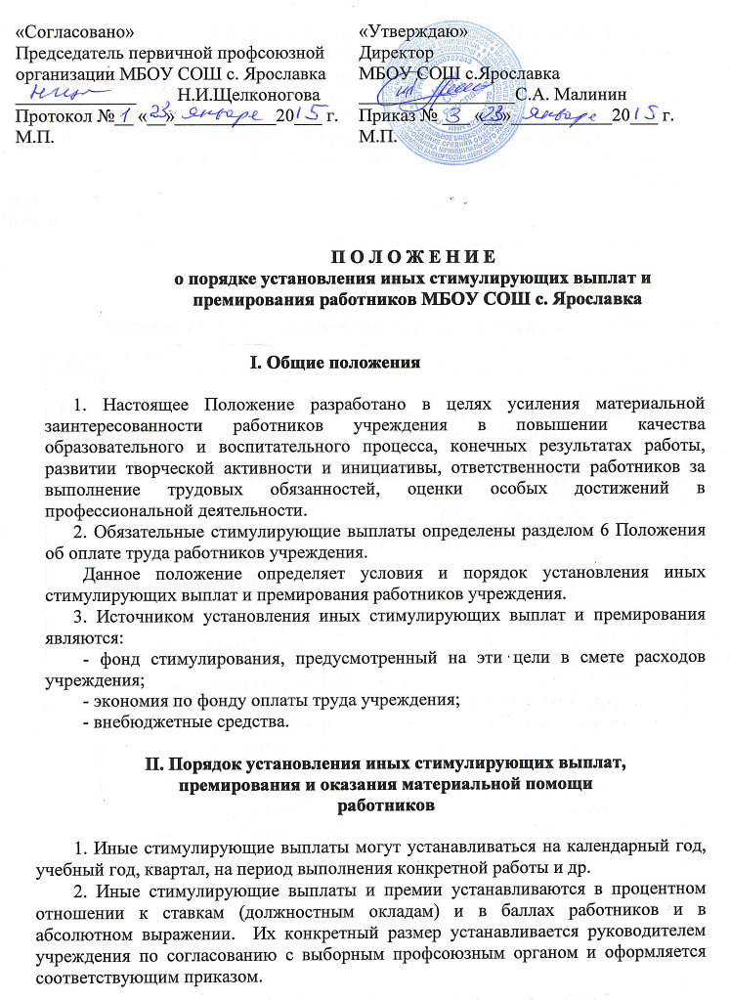 «Согласовано»
Председатель первичной профсоюзной
организации МБОУ СОШ с. Ярославка
______________ Н.И.Щелконогова
Протокол № 1 «23» января 2015 г.
М.П.
«Утверждаю»
Директор
МБОУ СОШ с.Ярославка
__________________С.А. Малинин
Приказ № 3 «23» января 2015 г.
М.П.
П О Л О Ж Е Н И Е
о порядке установления иных стимулирующих выплат и
премирования работников МБОУ СОШ с. Ярославка
I. Общие положения
1. Настоящее Положение разработано в целях усиления материальной
заинтересованности работников учреждения в повышении качества
образовательного и воспитательного процесса, конечных результатах работы,
развитии творческой активности и инициативы, ответственности работников за
выполнение трудовых обязанностей, оценки особых достижений в
профессиональной деятельности.
2. Обязательные стимулирующие выплаты определены разделом 6 Положения
об оплате труда работников учреждения.
Данное положение определяет условия и порядок установления иных
стимулирующих выплат и премирования работников учреждения.
3. Источником установления иных стимулирующих выплат и премирования
являются:
- фонд стимулирования, предусмотренный на эти цели в смете расходов
учреждения;
- экономия по фонду оплаты труда учреждения;
- внебюджетные средства.
II. Порядок установления иных стимулирующих выплат,
премирования и оказания материальной помощи
работников
1. Иные стимулирующие выплаты могут устанавливаться на календарный год,
учебный год, квартал, на период выполнения конкретной работы и др.
2. Иные стимулирующие выплаты и премии устанавливаются в процентном
отношении к ставкам (должностным окладам) и в баллах работников и в
абсолютном выражении. Их конкретный размер устанавливается руководителем
учреждения по согласованию с выборным профсоюзным органом и оформляется
соответствующим приказом.